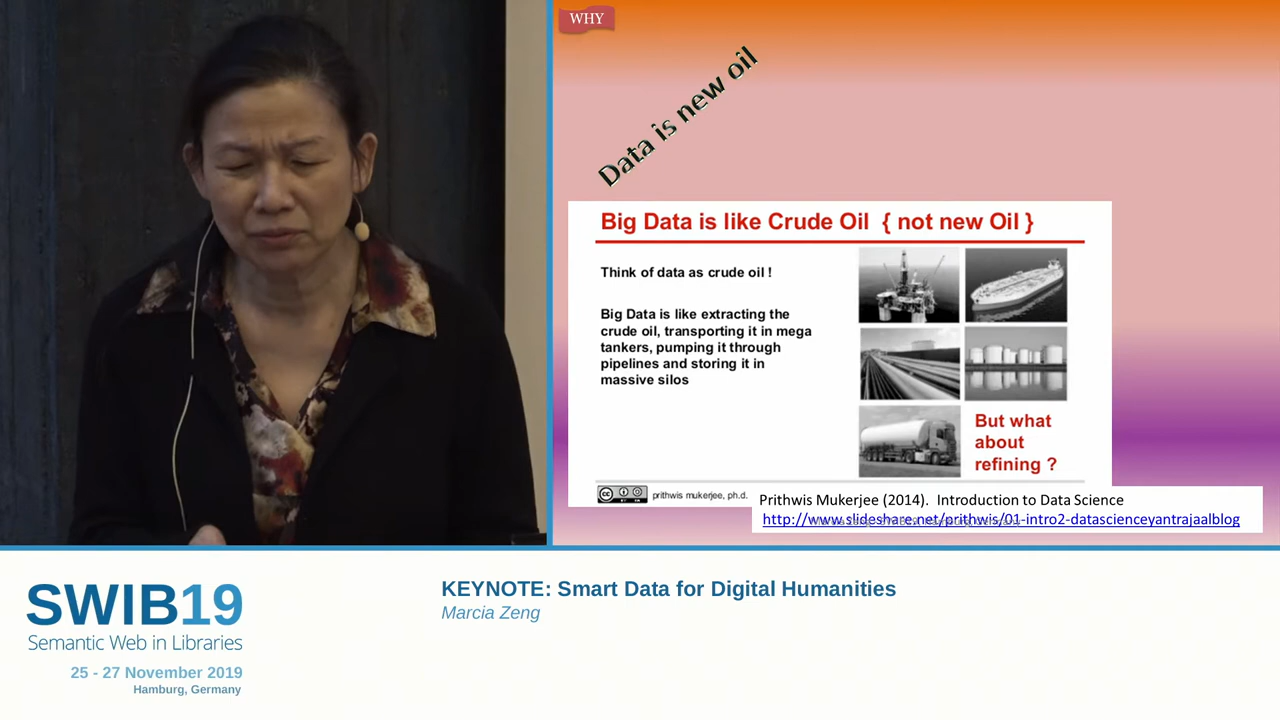 WHY
Data is new oil
Big Data is like Crude Oil { not new Oil }
Think of data as crude oil !
Big Data is like extracting the
crude oil, transporting it in mega
tankers, pumping it through
pipelines and storing it in
massive silos
But what
about
refining ?
prithwis mukerjee, ph.d.
Prithwis Mukerjee (2014). Introduction to Data Science
http://www.slideshare.net/prithwis/01-intro2-datascienceyantrajaalblog
SWIB19
Semantic Web in Libraries
25 - 27 November 2019
Hamburg, Germany
KEYNOTE: Smart Data for Digital Humanities
Marcia Zeng